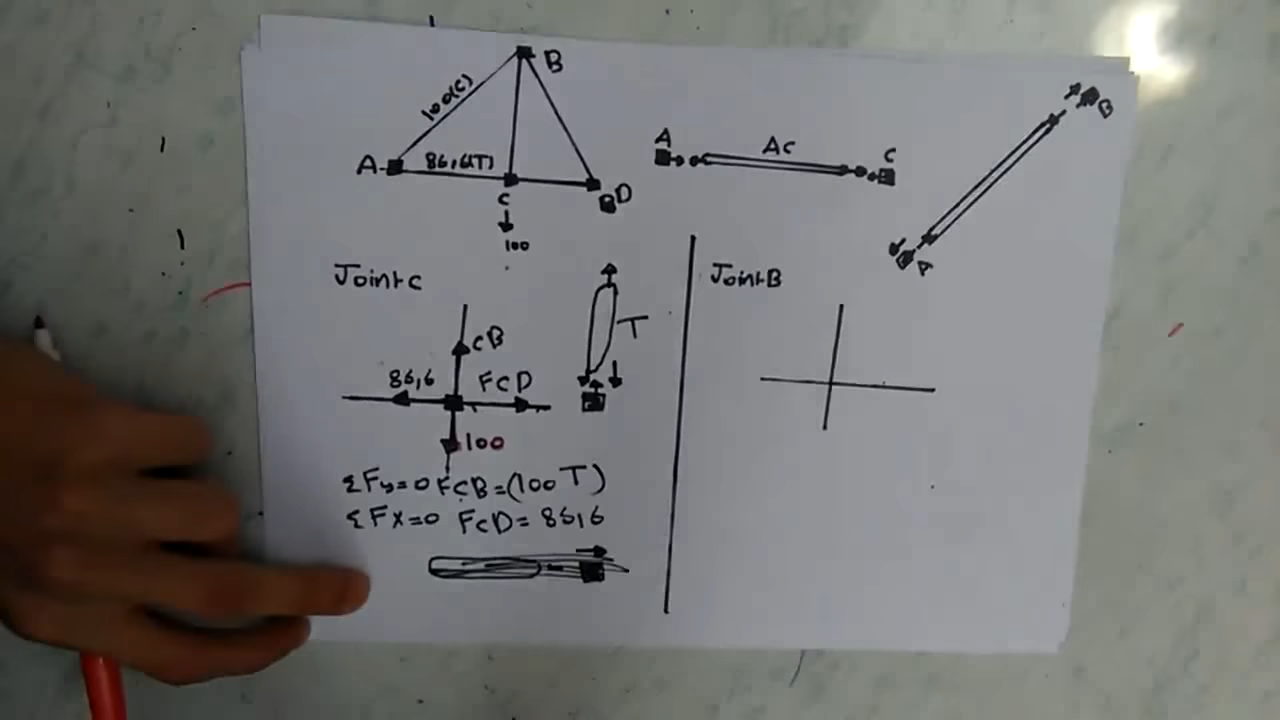 B
100(C)
A
86,6(T)
C
D
100
A
AC
C
B
A
Joint C
CB
86,6
FCD
100
T
ΣFy=0 FCB=(100 T)
ΣFx=0 FCD= 86,6
Joint B